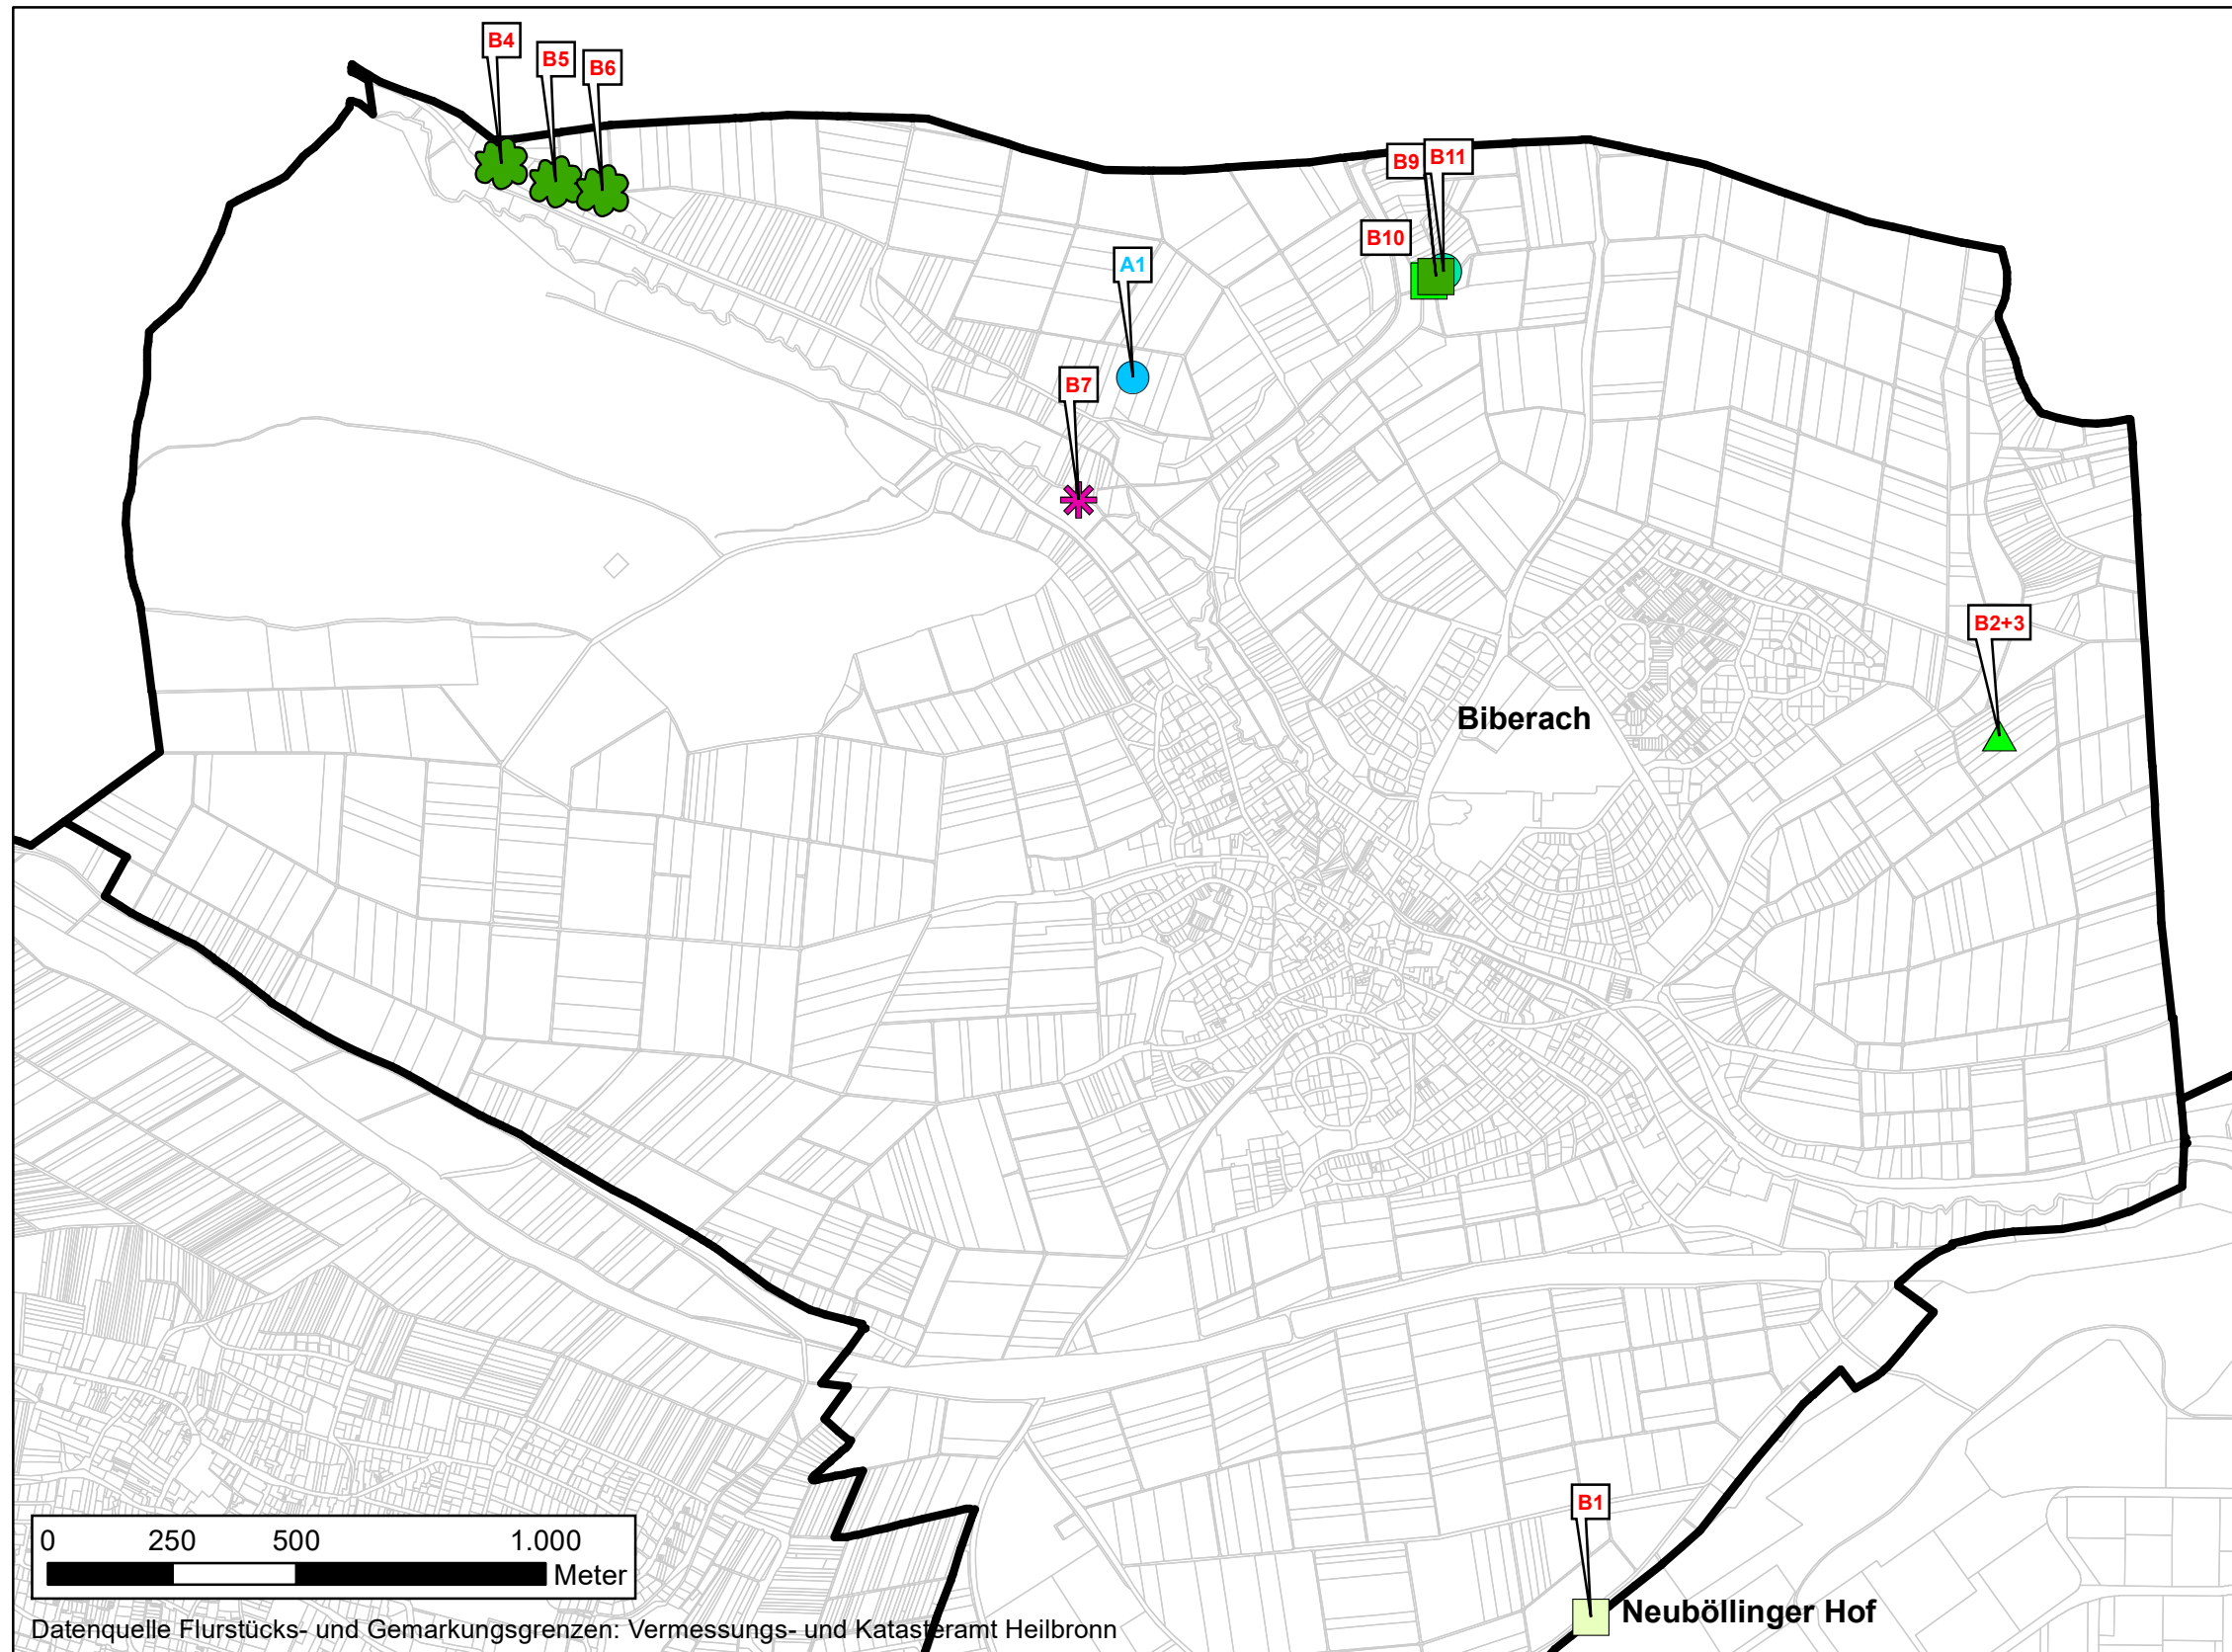 B4
B5
B6
B9
B11
B10
A1
B7
B2+3
Biberach
B1
0 250 500 1.000
Meter
Neuböllinger Hof
Datenquelle Flurstücks- und Gemarkungsgrenzen: Vermessungs- und Katasteramt Heilbronn